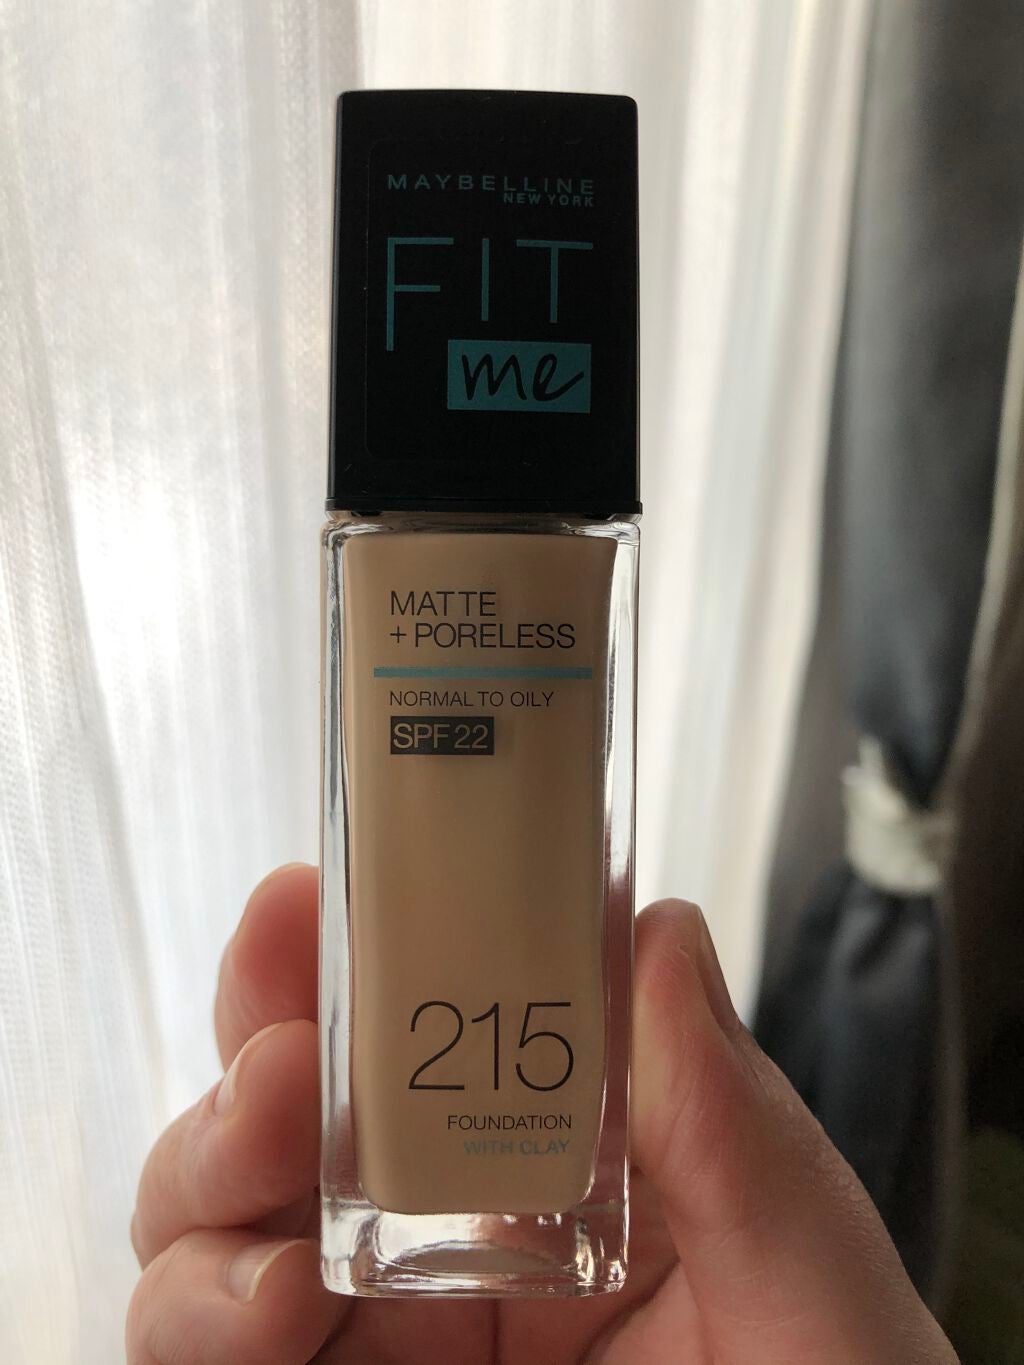 MAYBELLINE
NEW YORK
FIT
me
MATTE
+ PORELESS
NORMAL TO OILY
SPF 22
215
FOUNDATION
WITH CLAY